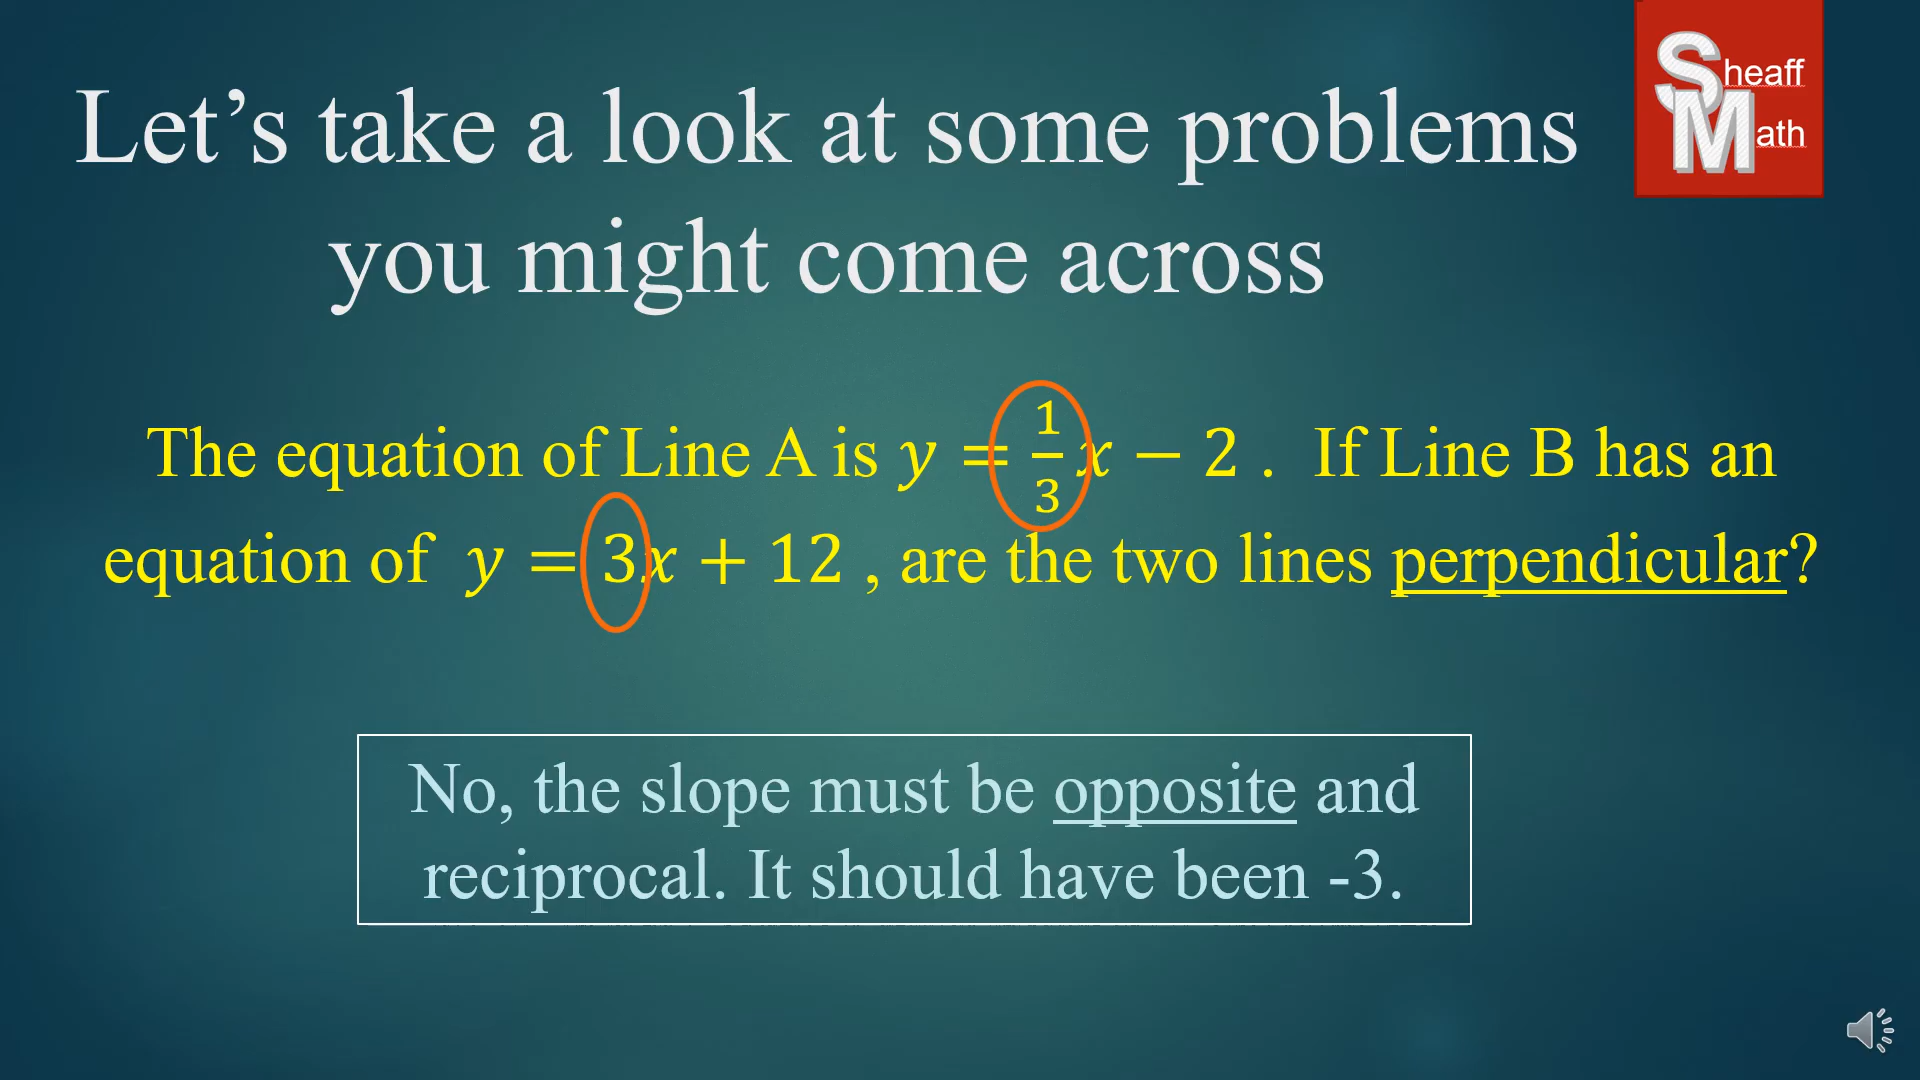 Let’s take a look at some problems
you might come across
Sheaff
Math
The equation of Line A is y = 1/3 x − 2 . If Line B has an
equation of y = 3x + 12 , are the two lines perpendicular?
No, the slope must be opposite and
reciprocal. It should have been -3.